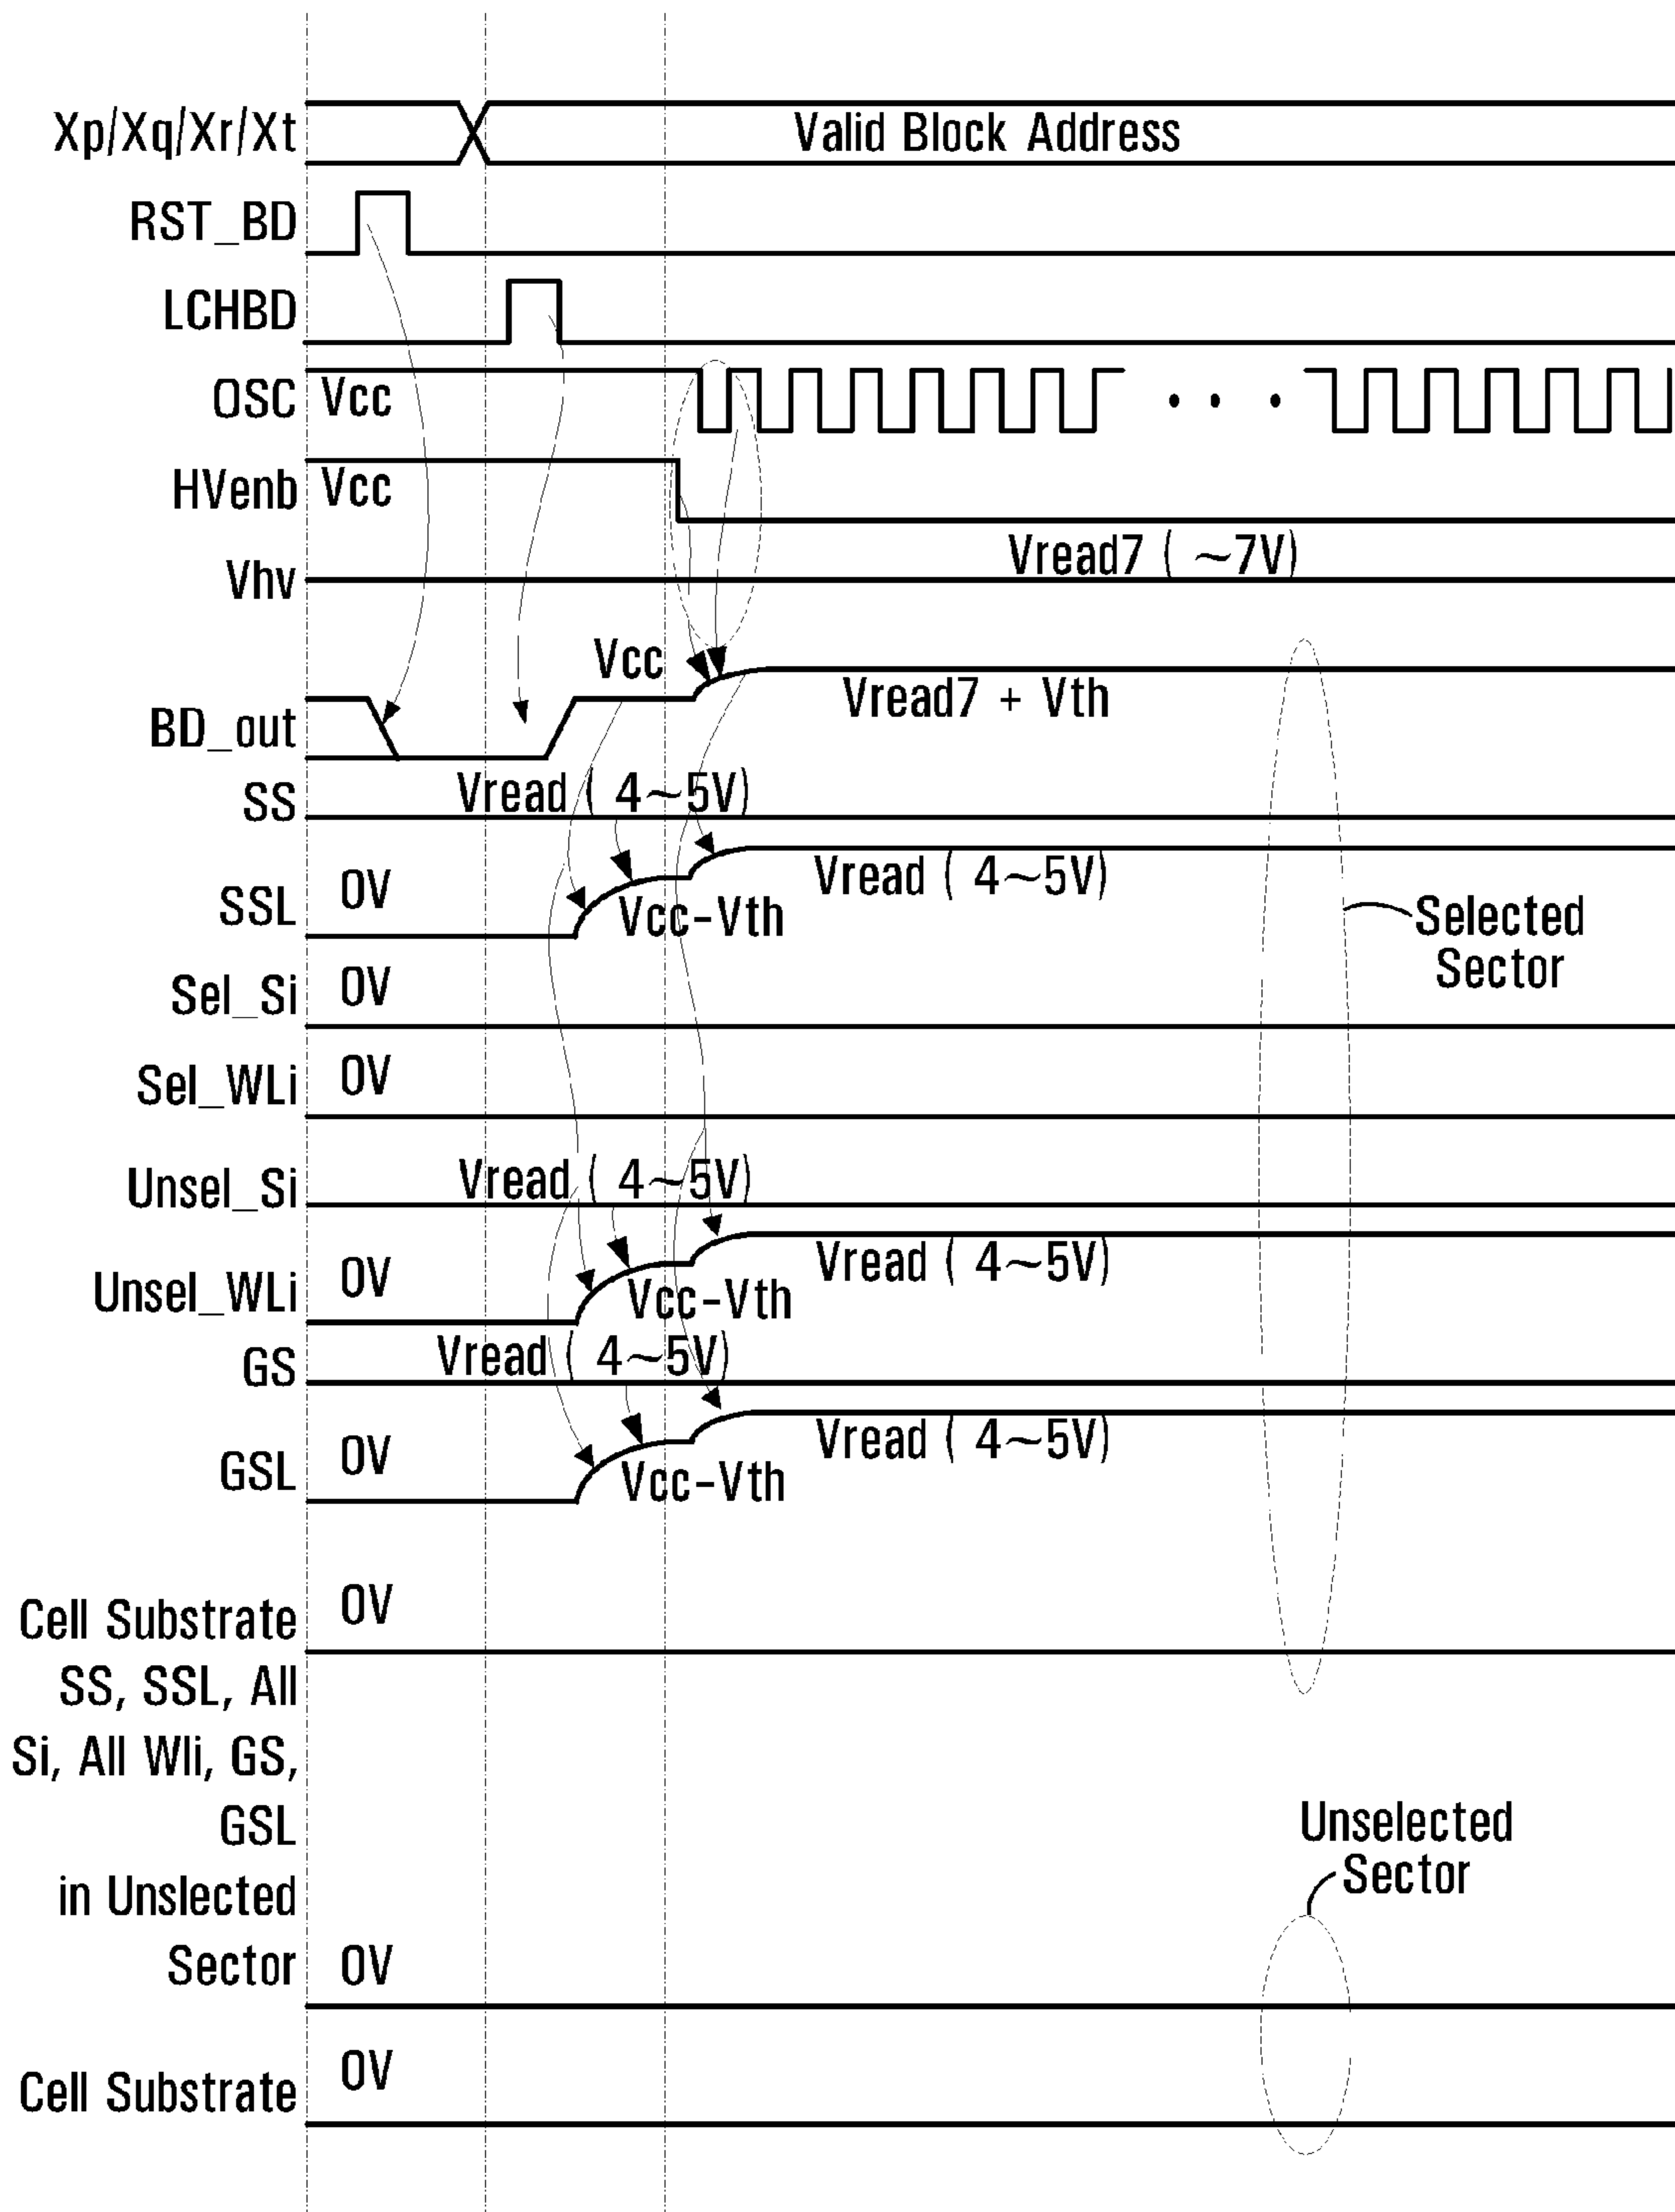 Xp/Xq/Xr/Xt
Valid Block Address
RST_BD
LCHBD
OSC
Vcc
HVenb
Vcc
Vhv
Vread7 ( ~7V)
BD_out
Vcc
Vread7 + Vth
SS
Vread ( 4~5V)
SSL
0V
Vcc-Vth
Vread ( 4~5V)
Selected
Sector
Sel_Si
0V
Sel_WLi
0V
Unsel_Si
Vread ( 4~5V)
Unsel_WLi
0V
Vcc-Vth
Vread ( 4~5V)
GS
Vread ( 4~5V)
GSL
0V
Vcc-Vth
Vread ( 4~5V)
Cell Substrate
0V
SS, SSL, All
Si, All Wli, GS,
GSL
in Unslected
Sector
0V
Unselected
Sector
Cell Substrate
0V